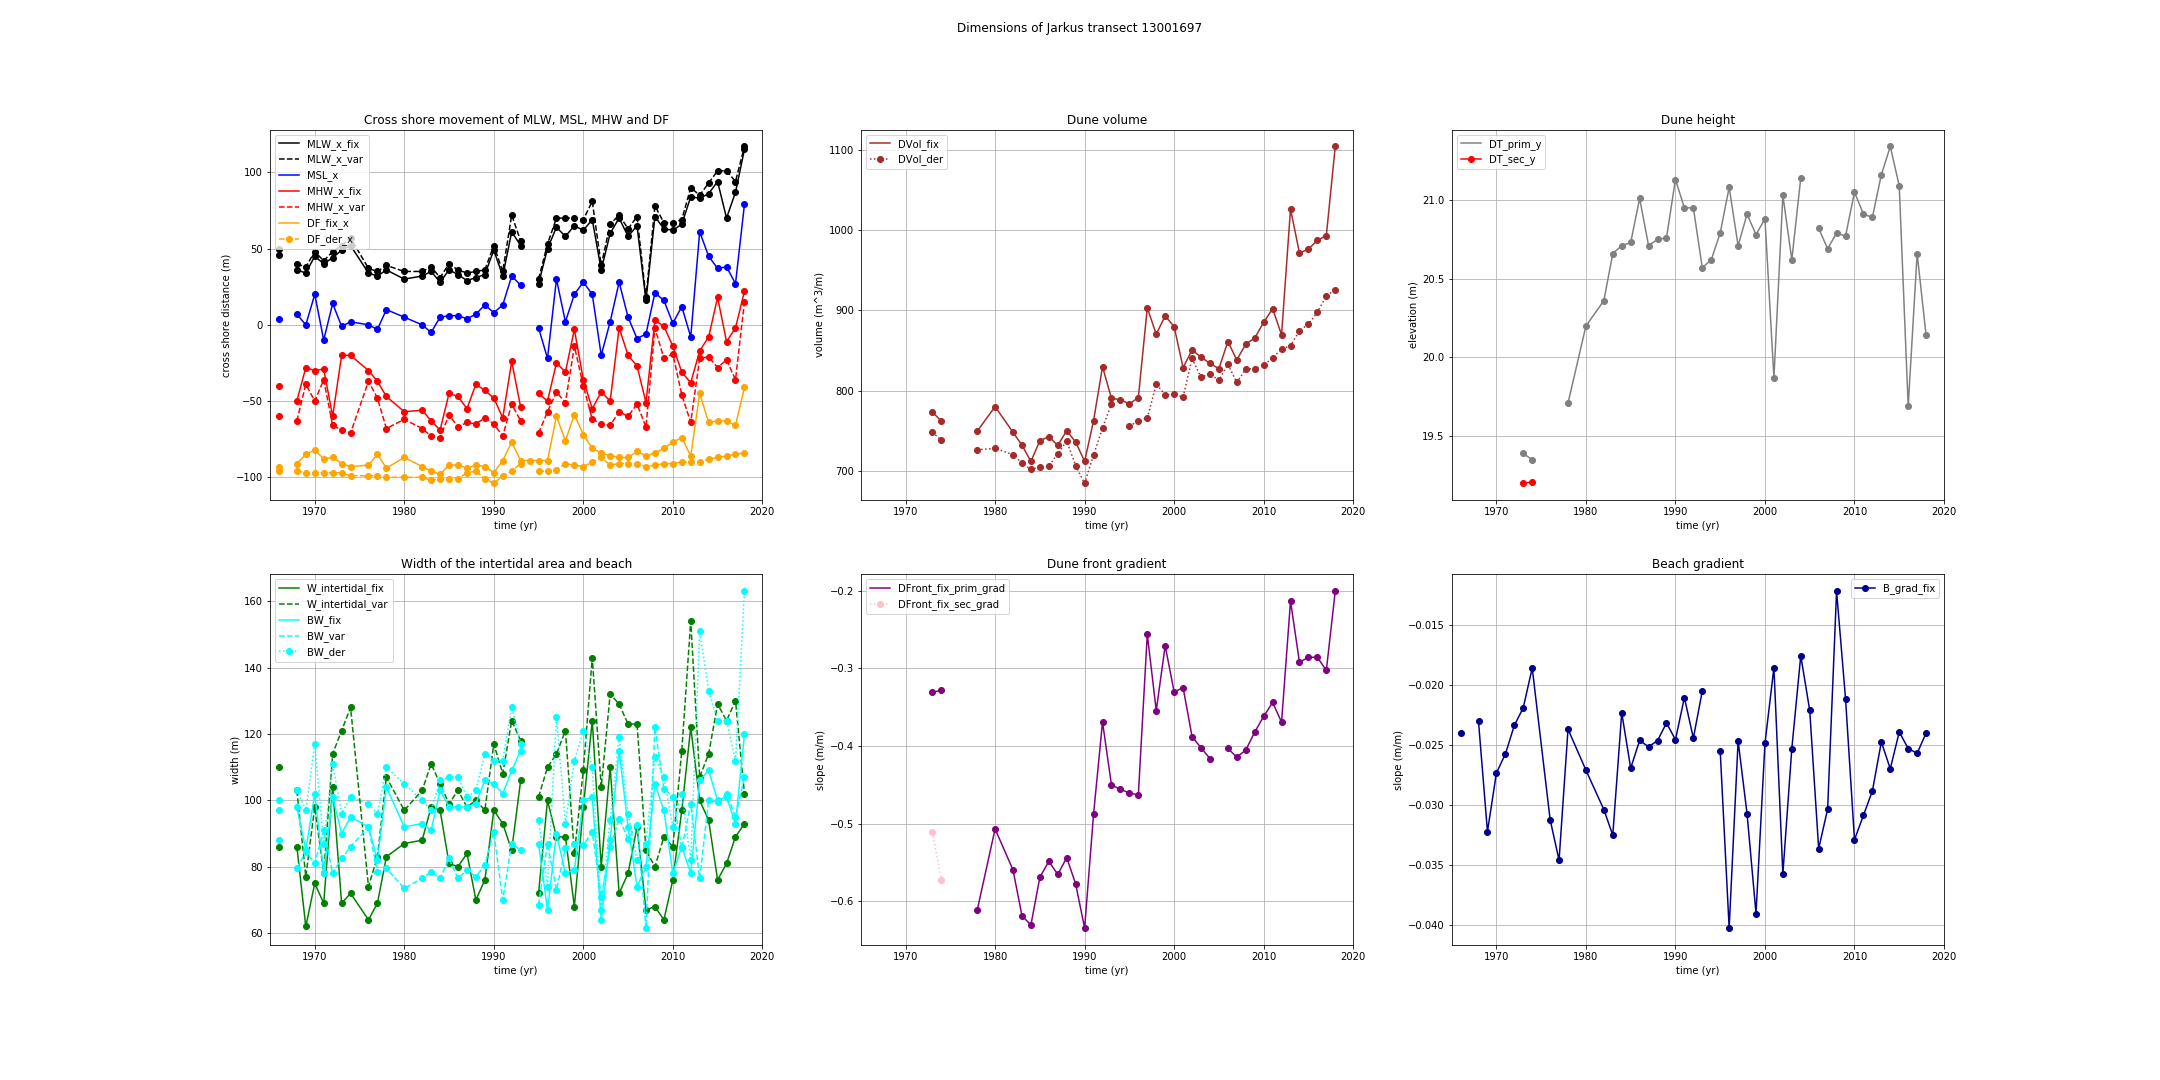 Dimensions of Jarkus transect 13001697
Cross shore movement of MLW, MSL, MHW and DF
MLW_x_fix
MLW_x_var
MSL_x
MHW_x_fix
MHW_x_var
DF_fix_x
DF_der_x
100
50
0
−50
−100
cross shore distance (m)
1970 1980 1990 2000 2010 2020
time (yr)
Dune volume
DVol_fix
DVol_der
1100
1000
900
800
700
volume (m^3/m)
1970 1980 1990 2000 2010 2020
time (yr)
Dune height
DT_prim_y
DT_sec_y
21.0
20.5
20.0
19.5
elevation (m)
1970 1980 1990 2000 2010 2020
time (yr)
Width of the intertidal area and beach
W_intertidal_fix
W_intertidal_var
BW_fix
BW_var
BW_der
160
140
120
100
80
60
width (m)
1970 1980 1990 2000 2010 2020
time (yr)
Dune front gradient
DFront_fix_prim_grad
DFront_fix_sec_grad
−0.2
−0.3
−0.4
−0.5
−0.6
slope (m/m)
1970 1980 1990 2000 2010 2020
time (yr)
Beach gradient
B_grad_fix
−0.015
−0.020
−0.025
−0.030
−0.035
−0.040
slope (m/m)
1970 1980 1990 2000 2010 2020
time (yr)